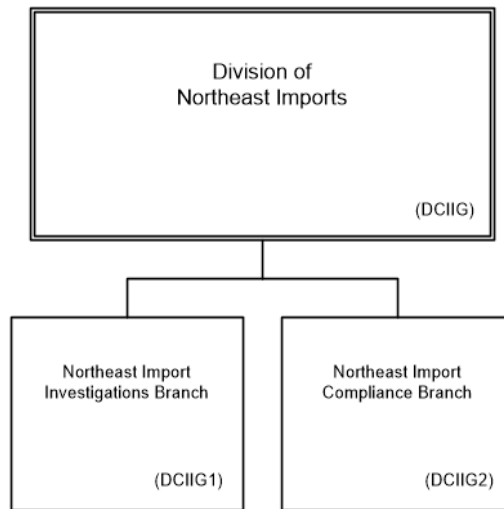 Division of
Northeast Imports
(DCIIG)
Northeast Import
Investigations Branch
(DCIIG1)
Northeast Import
Compliance Branch
(DCIIG2)